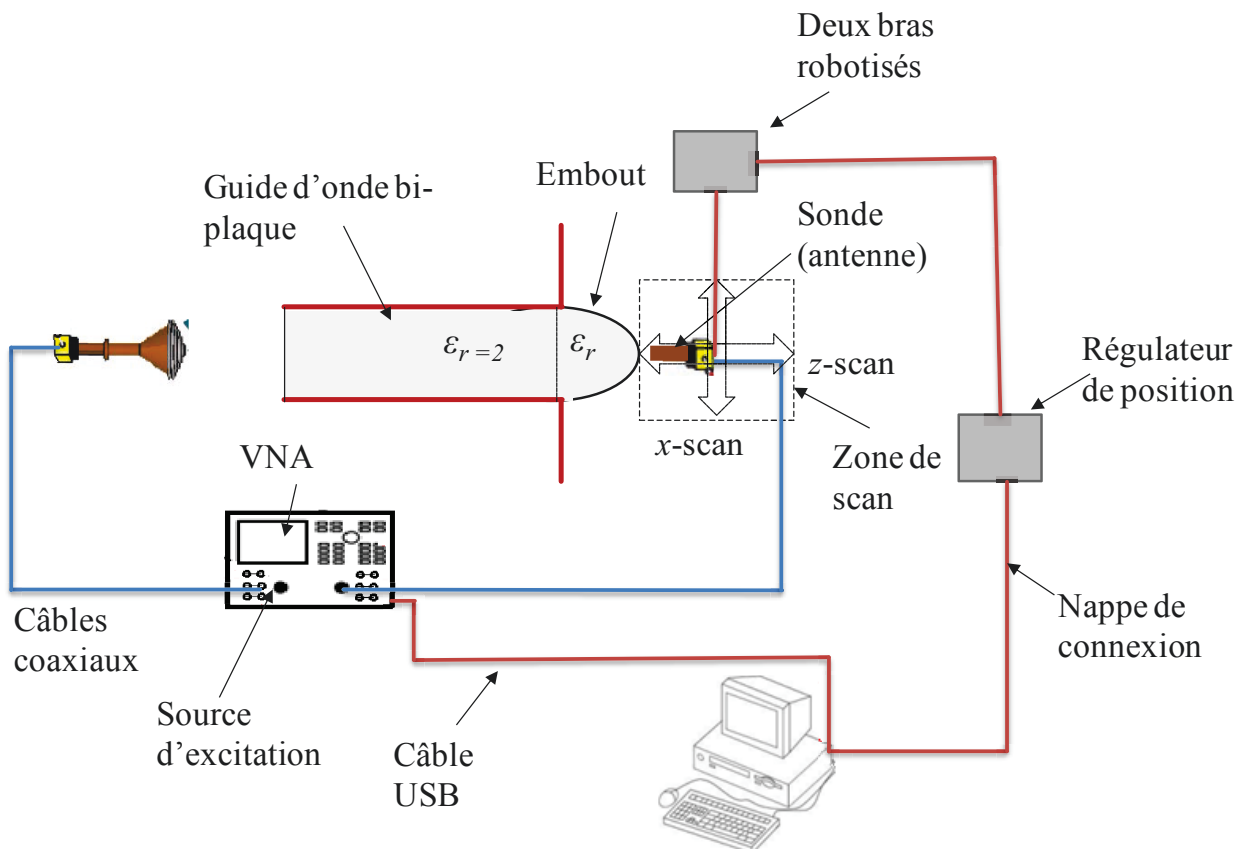 Deux bras
robotisés
Guide d'onde bi-
plaque
Embout
Sonde
(antenne)
εr =2
εr
z-scan
x-scan
Régulateur
de position
Zone de
scan
VNA
Câbles
coaxiaux
Nappe de
connexion
Source
d'excitation
Câble
USB